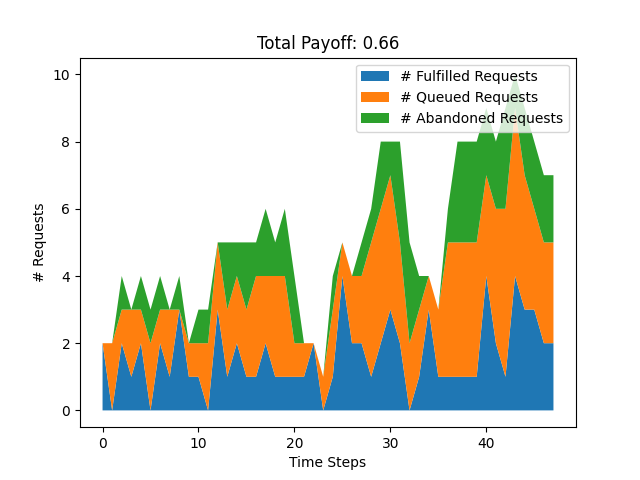 Total Payoff: 0.66
# Fulfilled Requests
# Queued Requests
# Abandoned Requests
10
8
6
4
2
0
# Requests
0 10 20 30 40
Time Steps